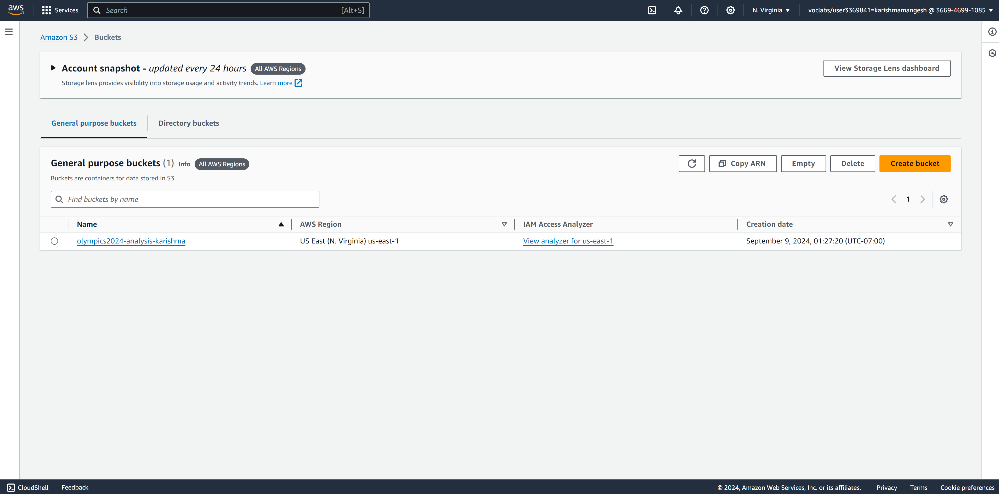 aws Services Search [Alt+S] N. Virginia voclabs/user3369841=karishmamangesh @ 3669-4699-1085
Amazon S3 Buckets
Account snapshot - updated every 24 hours All AWS Regions View Storage Lens dashboard
Storage lens provides visibility into storage usage and activity trends. Learn more
General purpose buckets Directory buckets
General purpose buckets (1) Info All AWS Regions Copy ARN Empty Delete Create bucket
Buckets are containers for data stored in S3.
Find buckets by name 1
Name AWS Region IAM Access Analyzer Creation date
olympics2024-analysis-karishma US East (N. Virginia) us-east-1 View analyzer for us-east-1 September 9, 2024, 01:27:20 (UTC-07:00)
CloudShell Feedback © 2024, Amazon Web Services, Inc. or its affiliates. Privacy Terms Cookie preferences